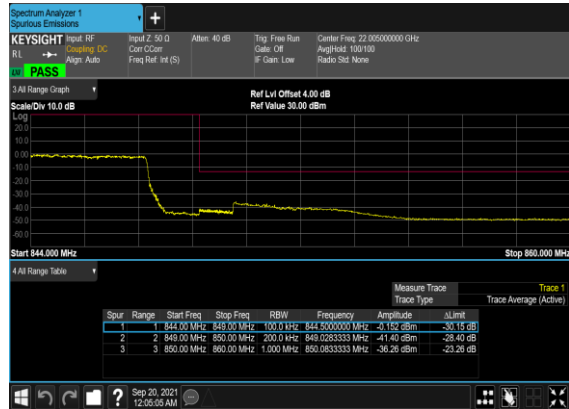 Spectrum Analyzer 1
Spurious Emissions
+
KEYSIGHT Input: RF Input Z: 50 Ω Atten: 40 dB Trig: Free Run Center Freq: 22.005000000 GHz
RL Coupling: DC Corr CCorr Gate: Off Avg|Hold: 100/100
Align: Auto Freq Ref: Int (S) IF Gain: Low Radio Std: None
PASS
3 All Range Graph
Ref Lvl Offset 4.00 dB
Scale/Div 10.0 dB Ref Value 30.00 dBm
Log
20.0
10.0
0.00
-10.0
-20.0
-30.0
-40.0
-50.0
-60.0
Start 844.000 MHz Stop 860.000 MHz
4 All Range Table
Measure Trace Trace 1
Trace Type Trace Average (Active)
Spur Range Start Freq Stop Freq RBW Frequency Amplitude ΔLimit
1 1 844.00 MHz 849.00 MHz 100.0 kHz 844.5000000 MHz -0.152 dBm -30.15 dB
2 2 849.00 MHz 850.00 MHz 200.0 kHz 849.0283333 MHz -41.40 dBm -28.40 dB
3 3 850.00 MHz 860.00 MHz 1.000 MHz 850.0833333 MHz -36.26 dBm -23.26 dB
? Sep 20, 2021
12:05:05 AM